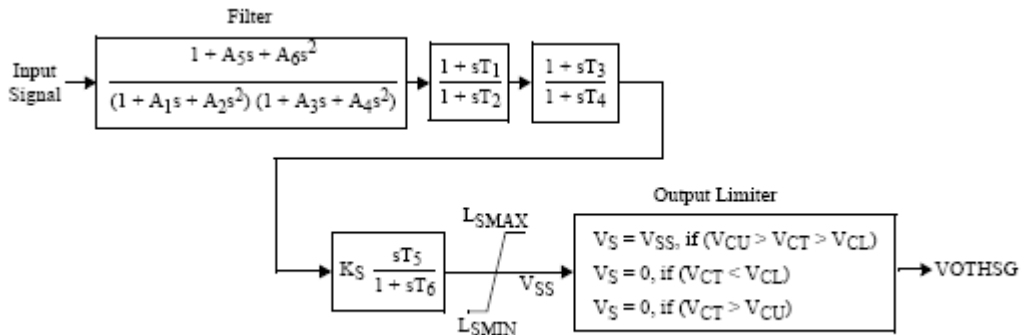 Filter
Input
Signal
1 + A5s + A6s²
(1 + A1s + A2s²) (1 + A3s + A4s²)
1 + sT1
1 + sT2
1 + sT3
1 + sT4
Output Limiter
LSMAX
KS sT5
1 + sT6
VSS
LSMIN
VS = VSS, if (VCU > VCT > VCL)
VS = 0, if (VCT < VCL)
VS = 0, if (VCT > VCU)
VOTHSG